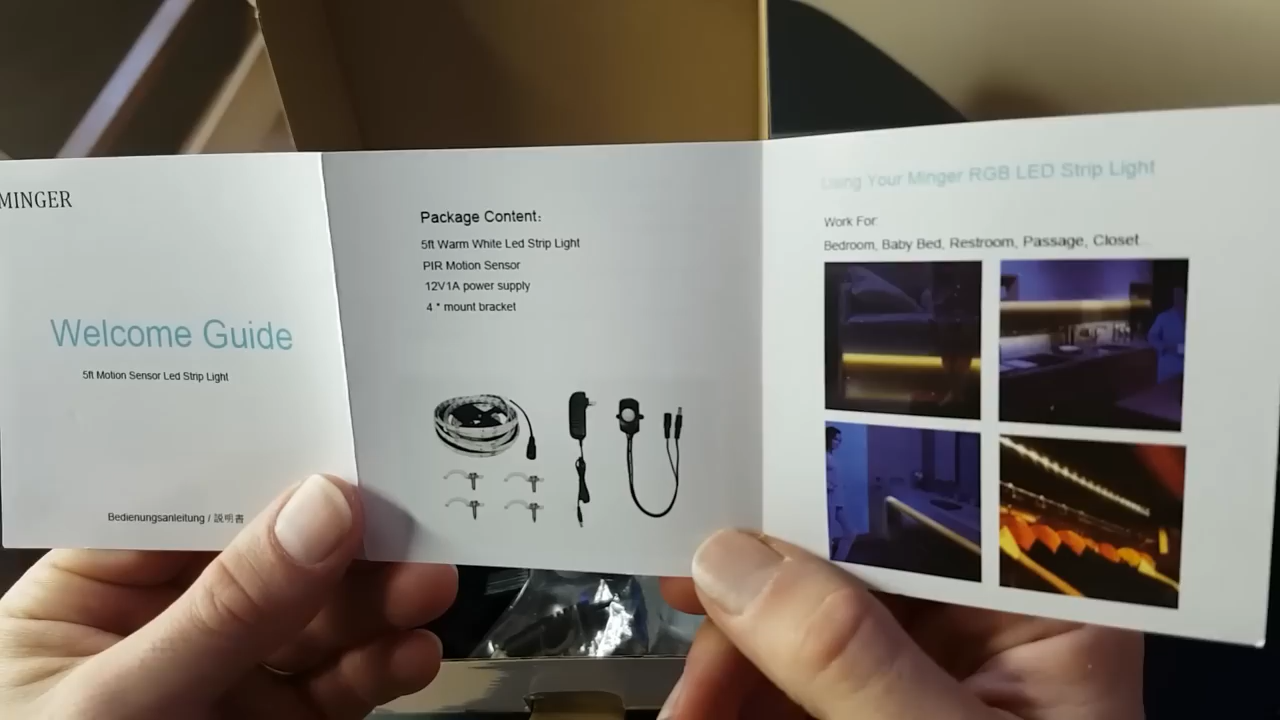 MINGER
Welcome Guide
5ft Motion Sensor Led Strip Light
Bedienungsanleitung / 説明書
Package Content:
5ft Warm White Led Strip Light
PIR Motion Sensor
12V1A power supply
4 * mount bracket
Using Your Minger RGB LED Strip Light
Work For:
Bedroom, Baby Bed, Restroom, Passage, Closet...